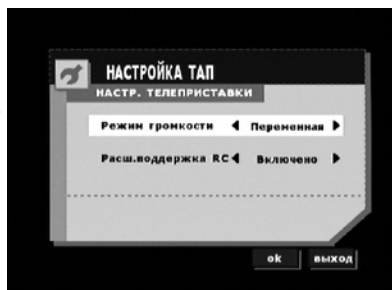 НАСТРОЙКА ТАП
НАСТР. ТЕЛЕПРИСТАВКИ
Режим громкости ◀ Переменная ▶
Расш.поддержка RC ◀ Включено ▶
ok выход